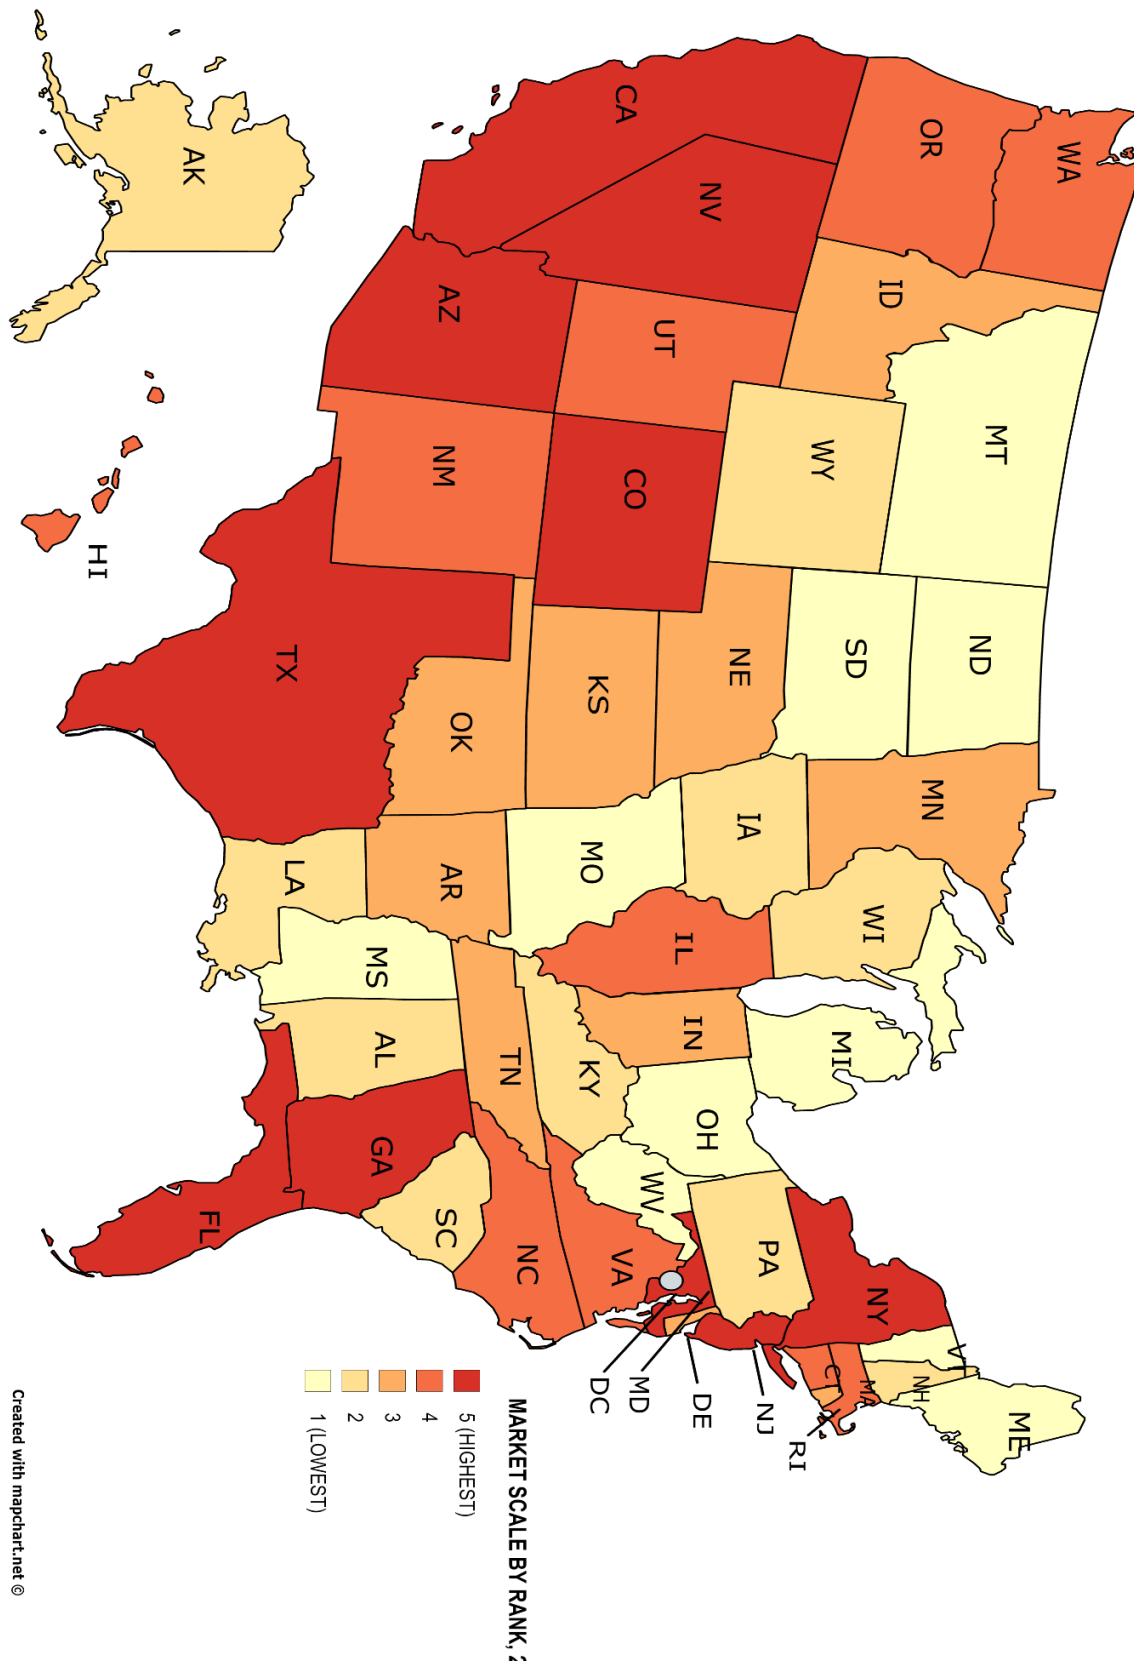 WA
OR
CA
NV
ID
MT
WY
UT
AZ
CO
NM
ND
SD
NE
KS
OK
TX
MN
IA
MO
AR
LA
WI
IL
MS
MI
IN
KY
TN
AL
OH
WV
GA
FL
SC
NC
VA
PA
NY
VT
NH
ME
MA
CT
RI
NJ
DE
MD
DC
AK
HI
MARKET SCALE BY RANK,
5 (HIGHEST)
4
3
2
1 (LOWEST)
Created with mapchart.net ©